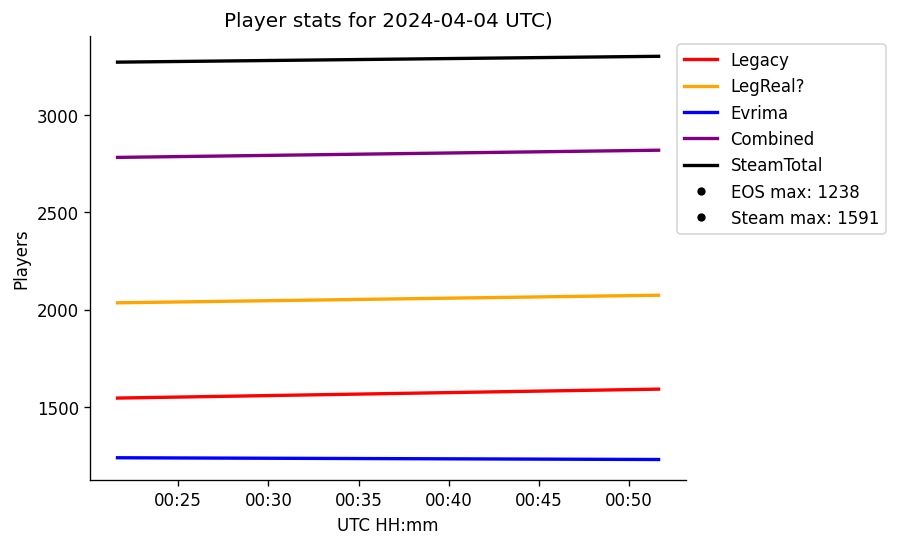 Player stats for 2024-04-04 UTC)
Legacy
LegReal?
Evrima
Combined
SteamTotal
EOS max: 1238
Steam max: 1591
3000
2500
2000
1500
Players
00:25 00:30 00:35 00:40 00:45 00:50
UTC HH:mm